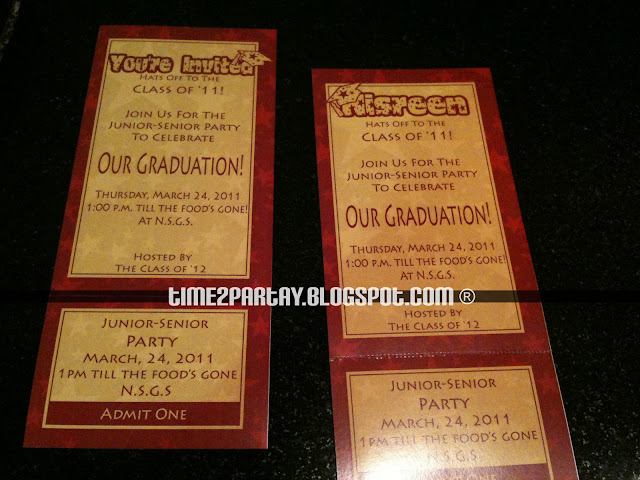 You're Invited
Hats Off To The
Class of '11!
Join Us For The
Junior-Senior Party
To Celebrate
Our Graduation!
Thursday, March 24, 2011
1:00 p.m. till the food's gone!
At N.S.G.S.
Hosted By
The Class of '12
Junior-Senior
Party
March, 24, 2011
1pm till the food's gone
N.S.G.S
Admit One
Nisreen
Hats Off To The
Class of '11!
Join Us For The
Junior-Senior Party
To Celebrate
Our Graduation!
Thursday, March 24, 2011
1:00 p.m. till the food's gone!
At N.S.G.S.
Hosted By
The Class of '12
Junior-Senior
Party
March, 24, 2011
1pm till the food's gone
N.S.G.S
Admit One
TIME2PARTAY.BLOGSPOT.COM ®